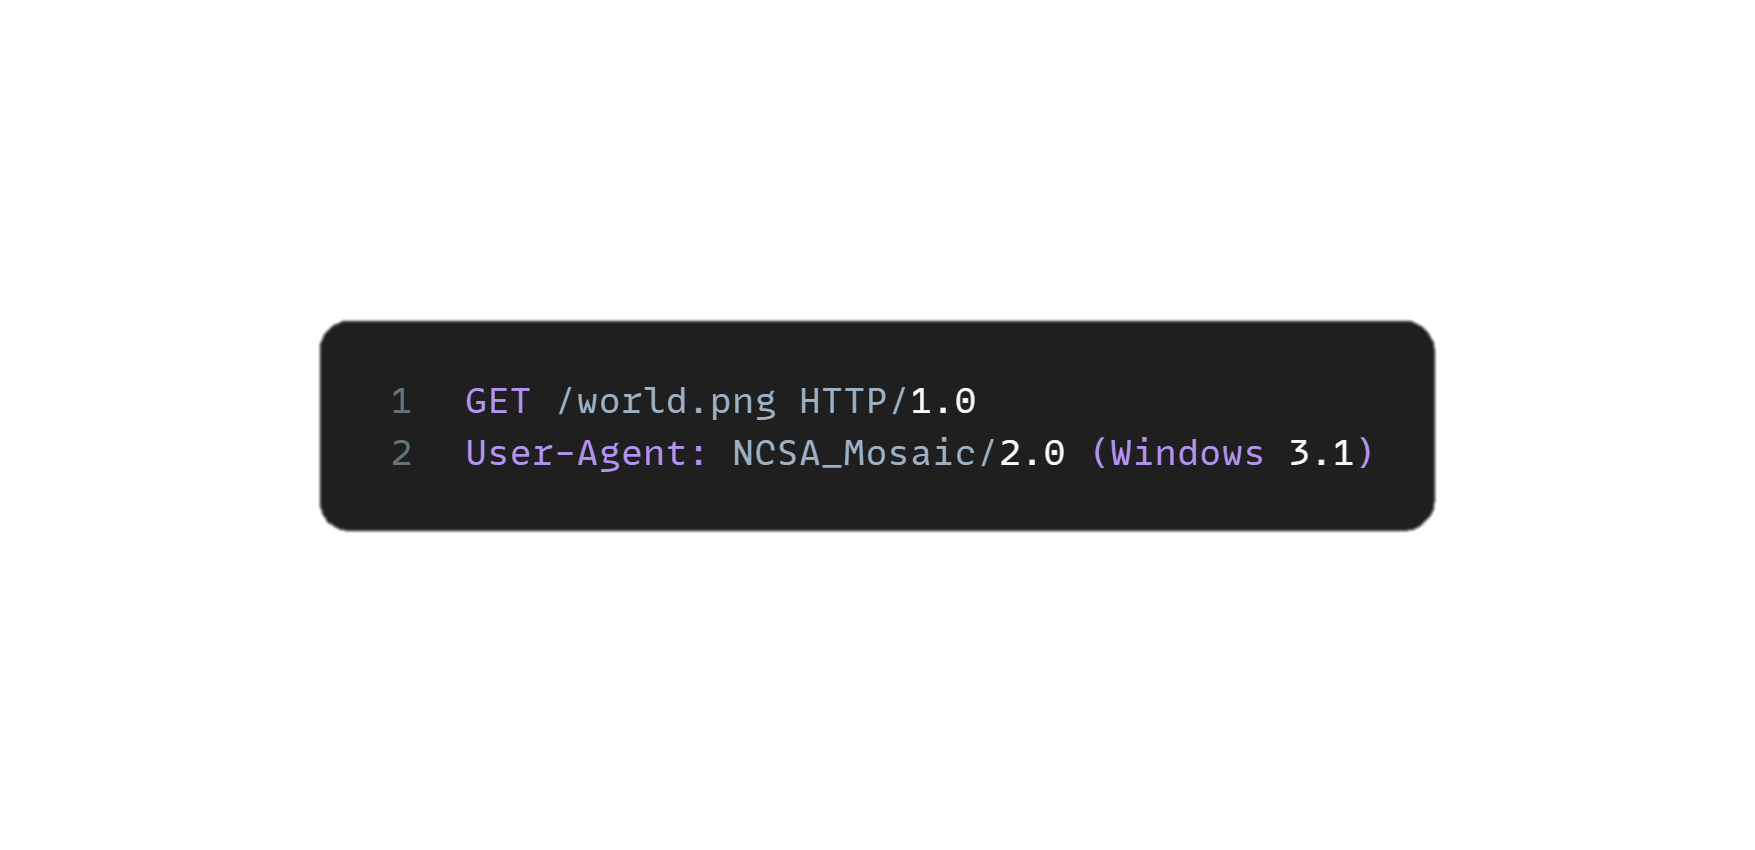 1 GET /world.png HTTP/1.0
2 User-Agent: NCSA_Mosaic/2.0 (Windows 3.1)